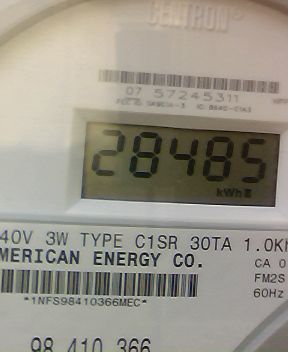 CENTRON®
07 57245311
28485
kWh
40V 3W TYPE C1SR 30TA 1.0K
MERICAN ENERGY CO.
CA 0
FM2S
60Hz
*1NFS98410366MEC*
98 410 366